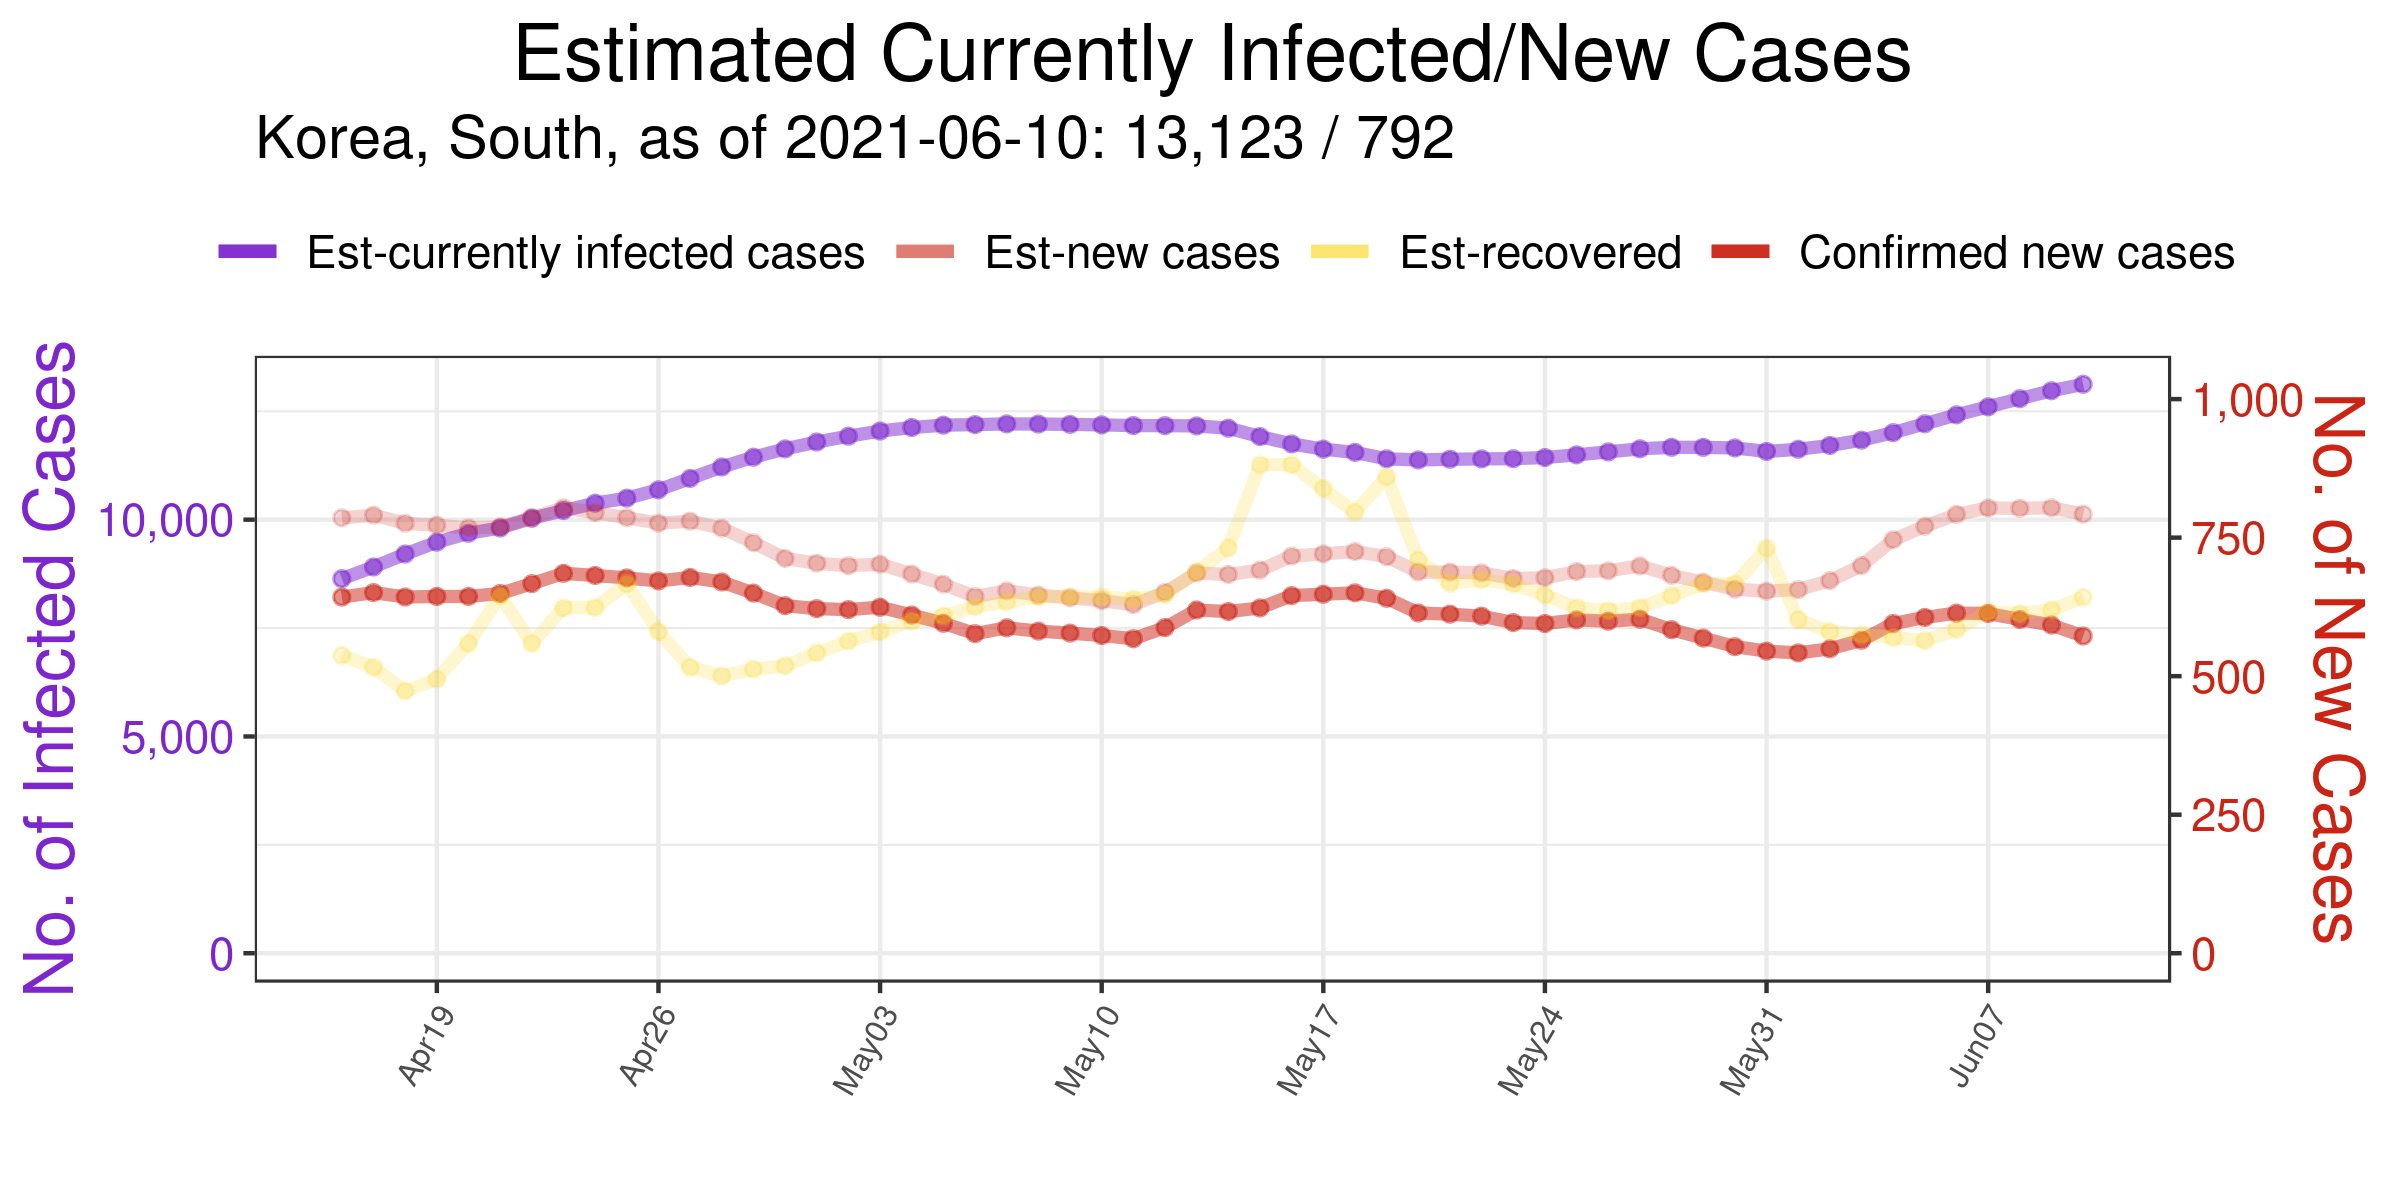 Estimated Currently Infected/New Cases
Korea, South, as of 2021-06-10: 13,123 / 792
Est-currently infected cases Est-new cases Est-recovered Confirmed new cases
No. of Infected Cases
10,000
5,000
0
1,000
750
500
250
0
No. of New Cases
Apr19 Apr26 May03 May10 May17 May24 May31 Jun07